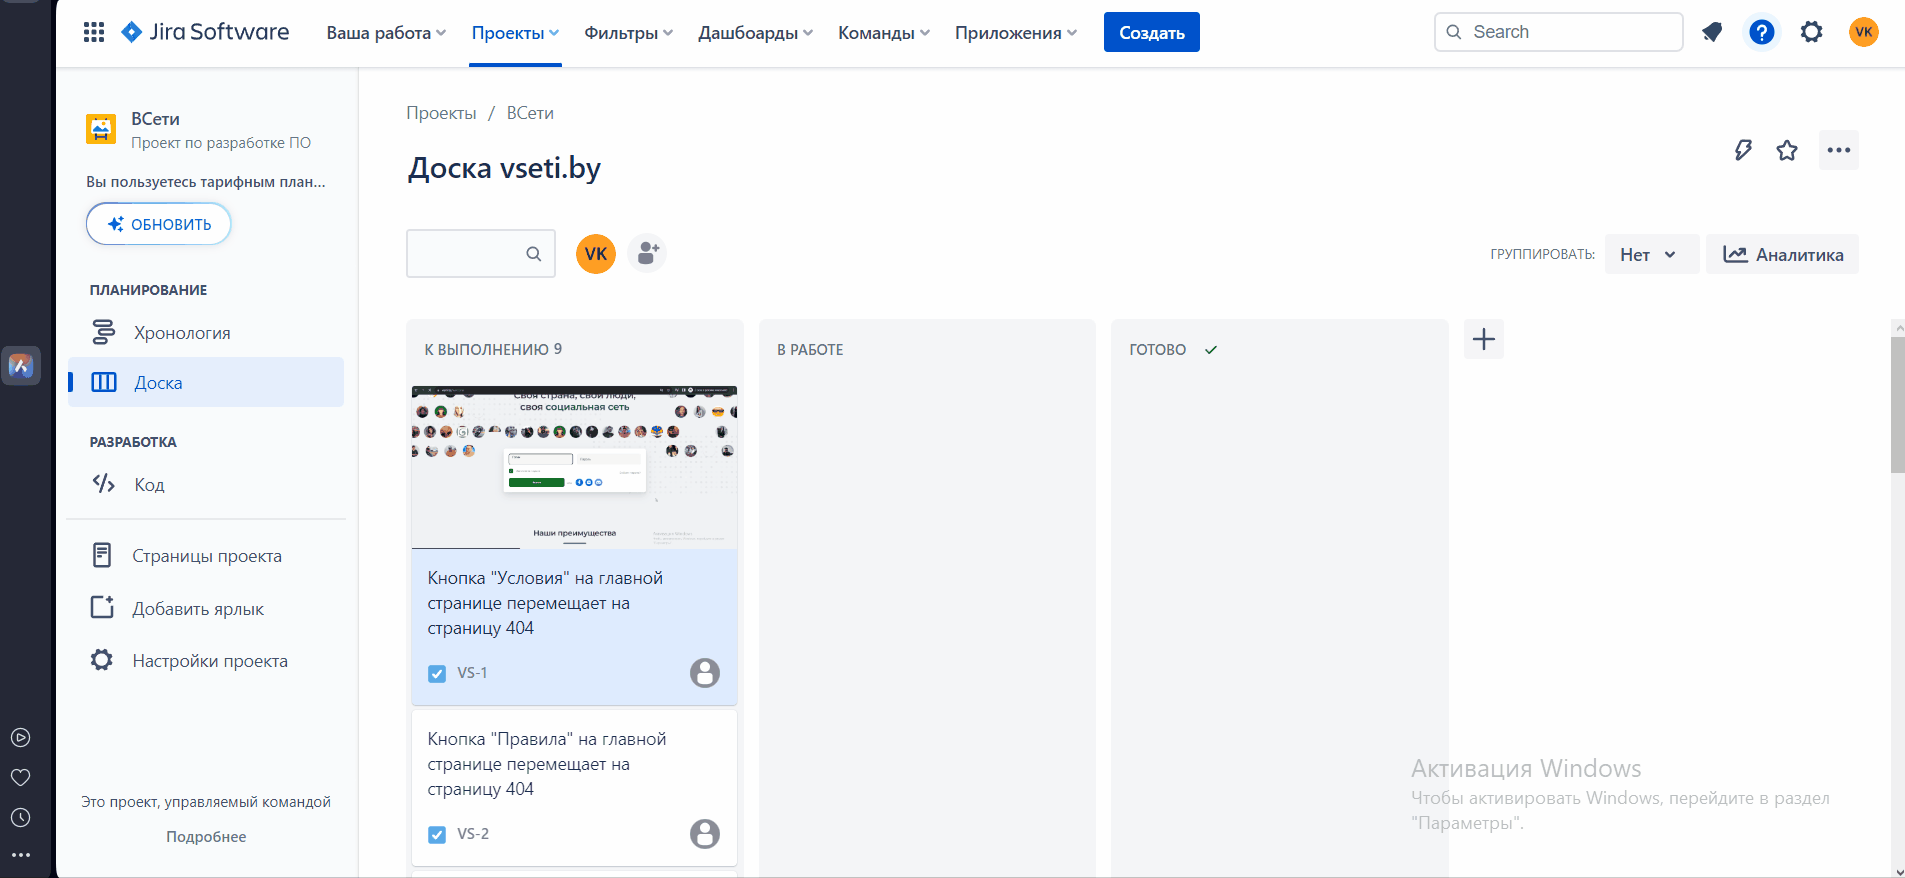 Jira Software
Ваша работа
Проекты
Фильтры
Дашборды
Команды
Приложения
Создать
Search
VK
ВСети
Проект по разработке ПО
Вы пользуетесь тарифным план...
ОБНОВИТЬ
ПЛАНИРОВАНИЕ
Хронология
Доска
РАЗРАБОТКА
Код
Страницы проекта
Добавить ярлык
Настройки проекта
Это проект, управляемый командой
Подробнее
Проекты / ВСети
Доска vseti.by
VK
ГРУППИРОВАТЬ:
Нет
Аналитика
К ВЫПОЛНЕНИЮ 9
Своя страна, свои люди,
своя социальная сеть
Наши преимущества
Кнопка "Условия" на главной
странице перемещает на
страницу 404
VS-1
Кнопка "Правила" на главной
странице перемещает на
страницу 404
VS-2
В РАБОТЕ
ГОТОВО
Активация Windows
Чтобы активировать Windows, перейдите в раздел
"Параметры".